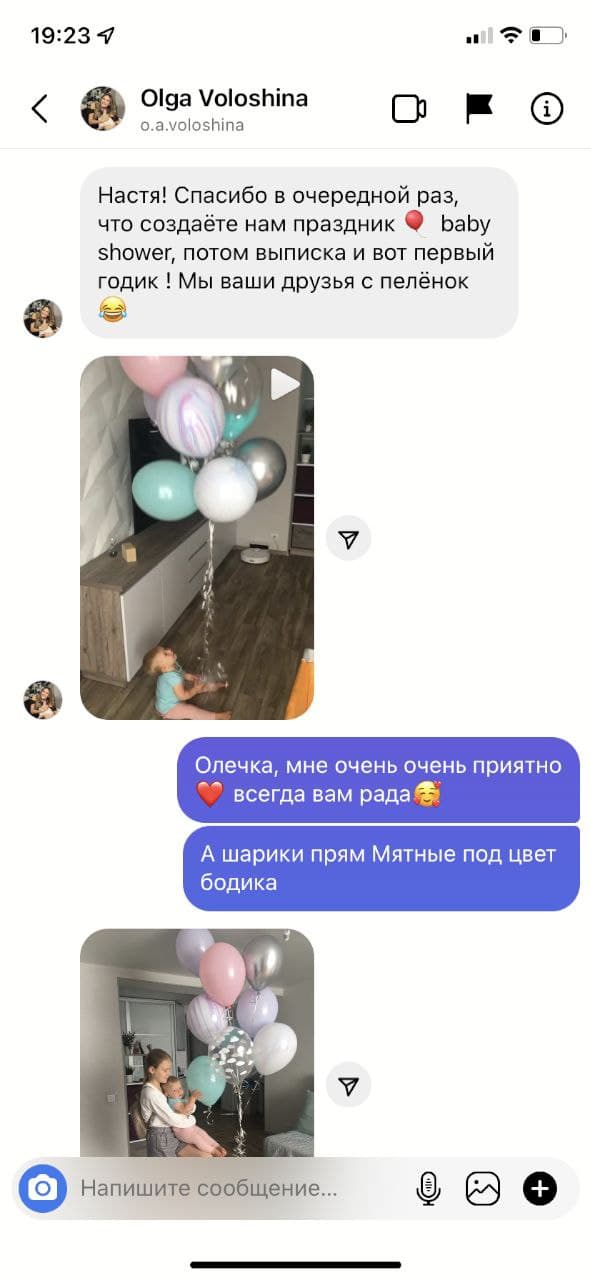 19:23
Olga Voloshina
o.a.voloshina
Настя! Спасибо в очередной раз,
что создаёте нам праздник 🎈 baby
shower, потом выписка и вот первый
годик ! Мы ваши друзья с пелёнок
😂
Олечка, мне очень очень приятно
❤️ всегда вам рада🥰
А шарики прям Мятные под цвет
бодика
Напишите сообщение...